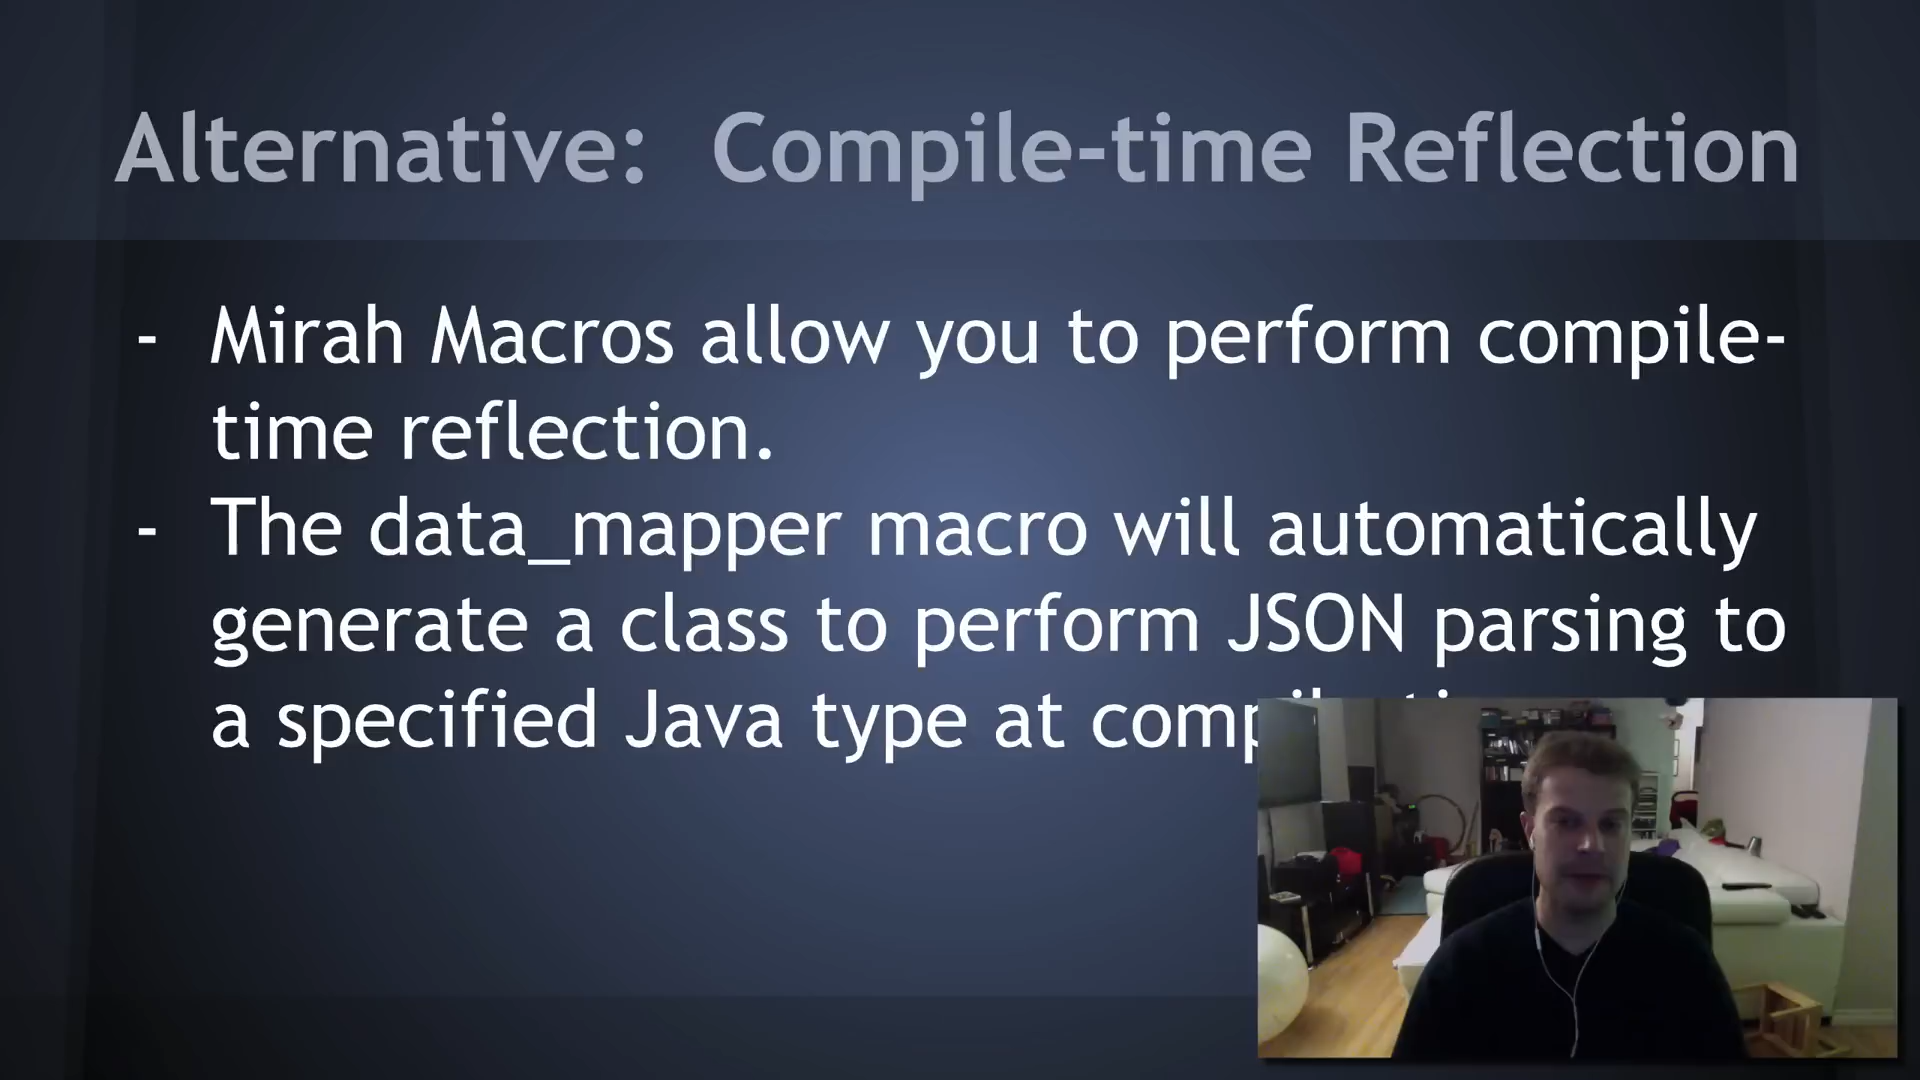 Alternative: Compile-time Reflection
- Mirah Macros allow you to perform compile-
time reflection.
- The data_mapper macro will automatically
generate a class to perform JSON parsing to
a specified Java type at